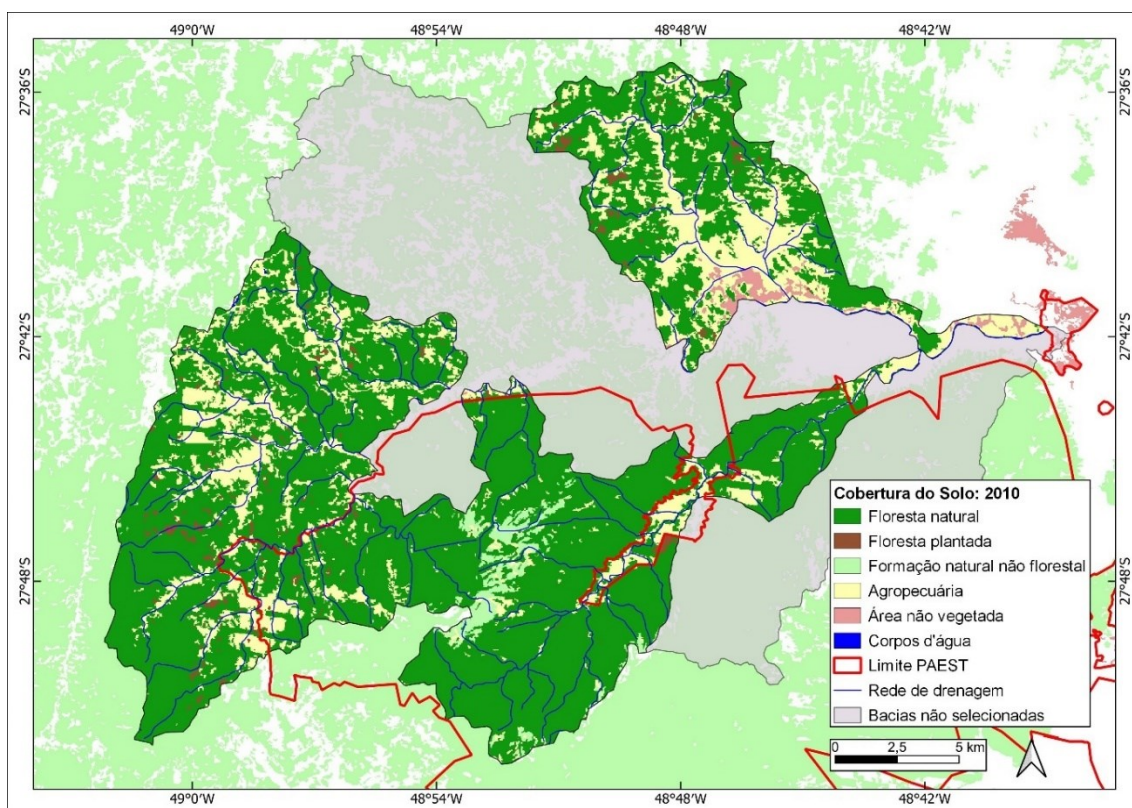 49°0'W 48°54'W 48°48'W 48°42'W
27°36'S 27°36'S
27°42'S 27°42'S
27°48'S 27°48'S
Cobertura do Solo: 2010
Floresta natural
Floresta plantada
Formação natural não florestal
Agropecuária
Área não vegetada
Corpos d'água
Limite PAEST
Rede de drenagem
Bacias não selecionadas
0 2,5 5 km
49°0'W 48°54'W 48°48'W 48°42'W